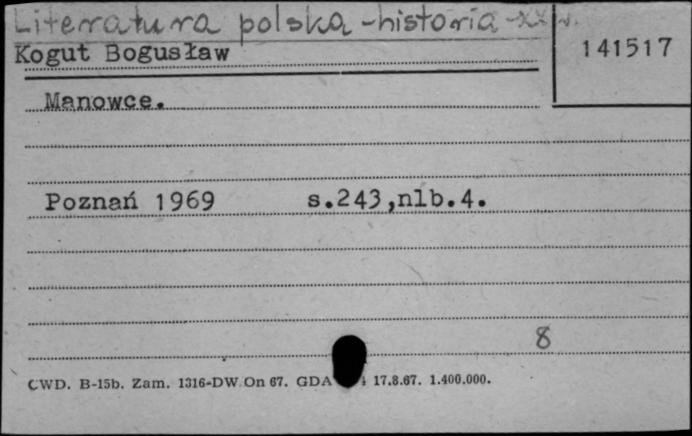 Literatura polska - historia - XX w.
Kogut Bogusław
141517
Manowce.
Poznań 1969 s.243,nlb.4.
8
CWD. B-15b. Zam. 1316-DW On 67. GDA 17.8.67. 1.400.000.